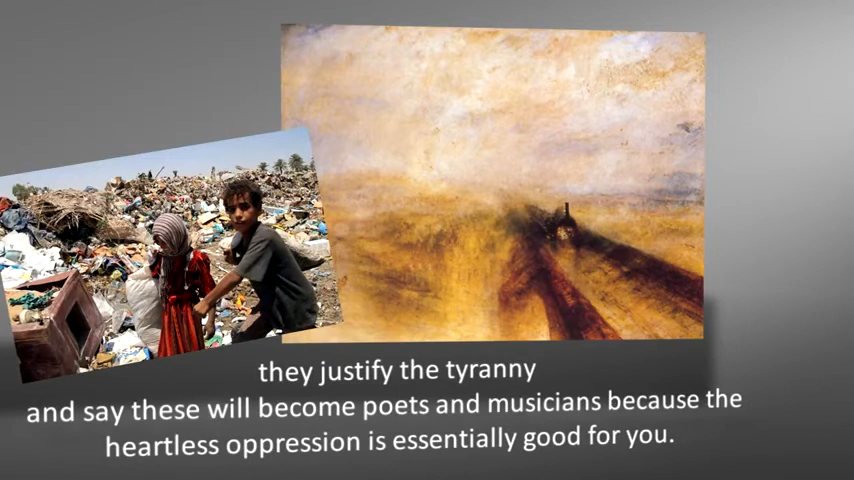 they justify the tyranny
and say these will become poets and musicians because the
heartless oppression is essentially good for you.